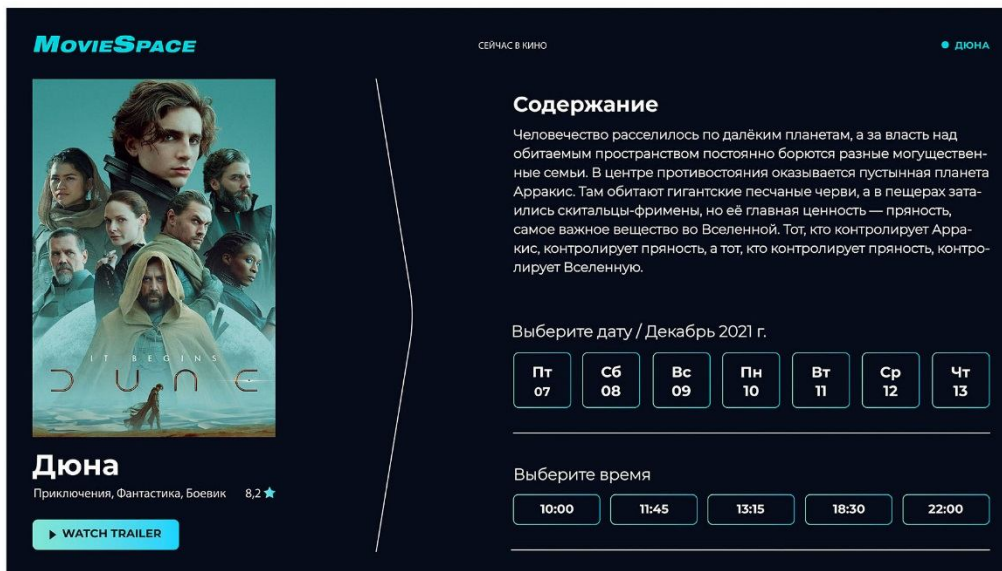 MOVIESPACE
СЕЙЧАС В КИНО
ДЮНА
IT BEGINS
DUNE
Дюна
Приключения, Фантастика, Боевик 8,2
WATCH TRAILER
Содержание
Человечество расселилось по далёким планетам, а за власть над
обитаемым пространством постоянно борются разные могуществен-
ные семьи. В центре противостояния оказывается пустынная планета
Арракис. Там обитают гигантские песчаные черви, а в пещерах зата-
ились скитальцы-фримены, но её главная ценность — пряность,
самое важное вещество во Вселенной. Тот, кто контролирует Арра-
кис, контролирует пряность, а тот, кто контролирует пряность, контро-
лирует Вселенную.
Выберите дату / Декабрь 2021 г.
Пт Сб Вс Пн Вт Ср Чт
07 08 09 10 11 12 13
Выберите время
10:00 11:45 13:15 18:30 22:00